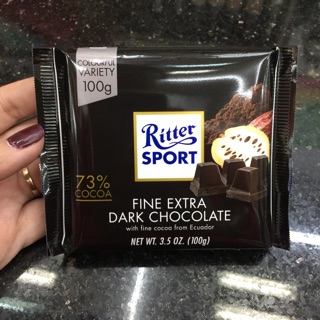 COLOURFUL
VARIETY
100g
Ritter
SPORT
73%
COCOA
FINE EXTRA
DARK CHOCOLATE
with fine cocoa from Ecuador
NET WT. 3.5 OZ. (100g)